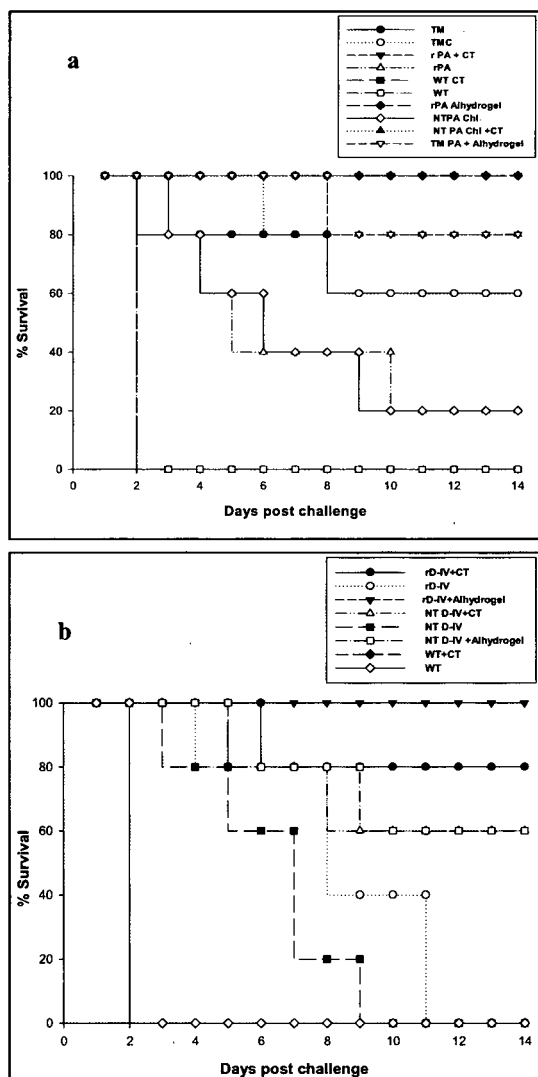 a
TM
TMC
r PA + CT
rPA
WT CT
WT
rPA Alhydrogel
NTPA Chl
NT PA Chl +CT
TM PA + Alhydrogel
100
80
60
40
20
0
% Survival
2
4
6
8
10
12
14
Days post challenge
b
rD-IV+CT
rD-IV
rD-IV+Alhydrogel
NT D-IV+CT
NT D-IV
NT D-IV +Alhydrogel
WT+CT
WT
100
80
60
40
20
0
% Survival
0
2
4
6
8
10
12
14
Days post challenge